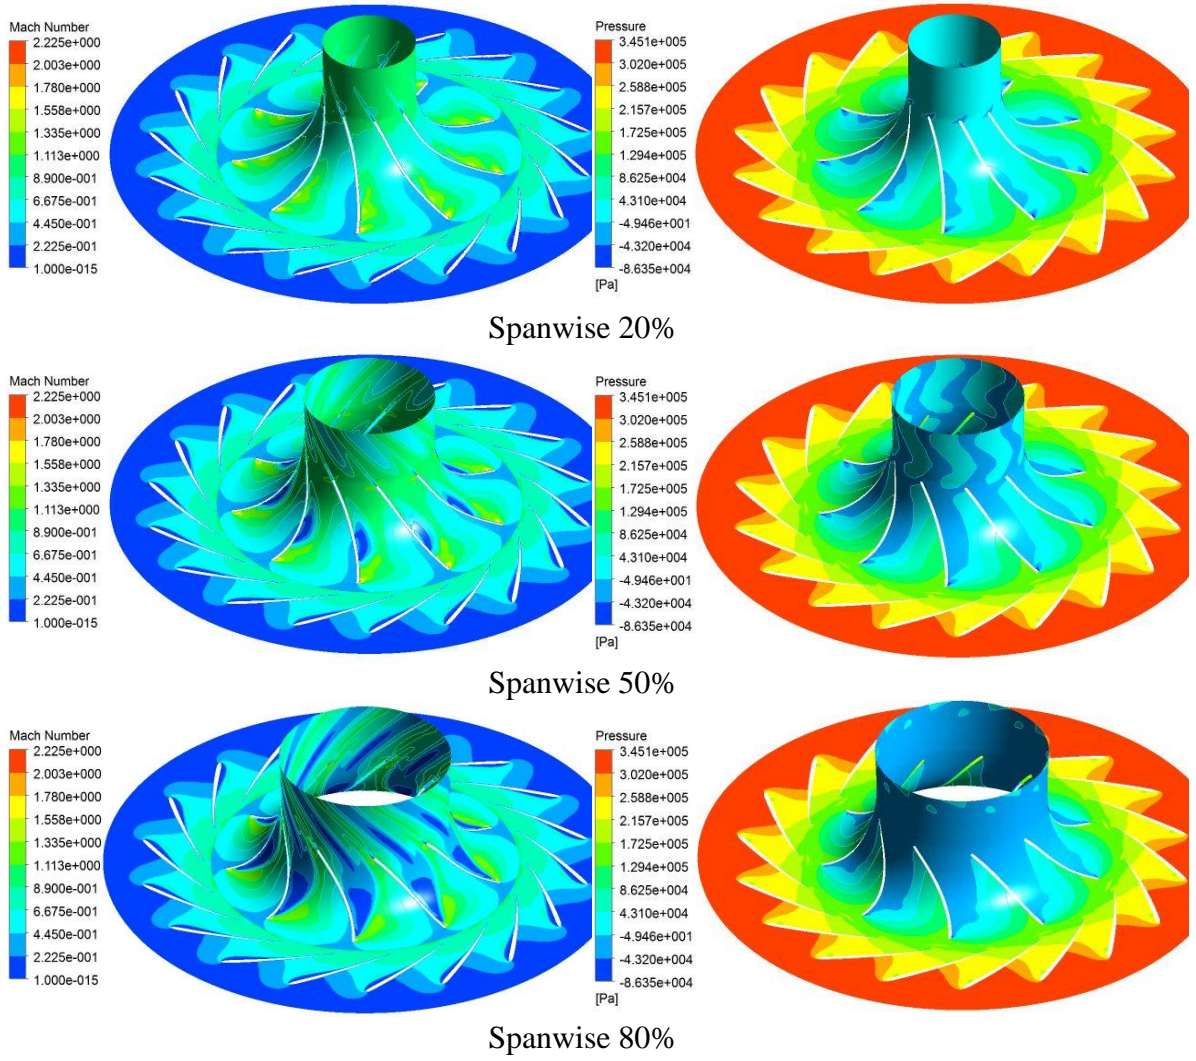 Mach Number
2.225e+000
2.003e+000
1.780e+000
1.558e+000
1.335e+000
1.113e+000
8.900e-001
6.675e-001
4.450e-001
2.225e-001
1.000e-015
Pressure
3.451e+005
3.020e+005
2.588e+005
2.157e+005
1.725e+005
1.294e+005
8.625e+004
4.310e+004
-4.946e+001
-4.320e+004
-8.635e+004
[Pa]
Spanwise 20%
Mach Number
2.225e+000
2.003e+000
1.780e+000
1.558e+000
1.335e+000
1.113e+000
8.900e-001
6.675e-001
4.450e-001
2.225e-001
1.000e-015
Pressure
3.451e+005
3.020e+005
2.588e+005
2.157e+005
1.725e+005
1.294e+005
8.625e+004
4.310e+004
-4.946e+001
-4.320e+004
-8.635e+004
[Pa]
Spanwise 50%
Mach Number
2.225e+000
2.003e+000
1.780e+000
1.558e+000
1.335e+000
1.113e+000
8.900e-001
6.675e-001
4.450e-001
2.225e-001
1.000e-015
Pressure
3.451e+005
3.020e+005
2.588e+005
2.157e+005
1.725e+005
1.294e+005
8.625e+004
4.310e+004
-4.946e+001
-4.320e+004
-8.635e+004
[Pa]
Spanwise 80%